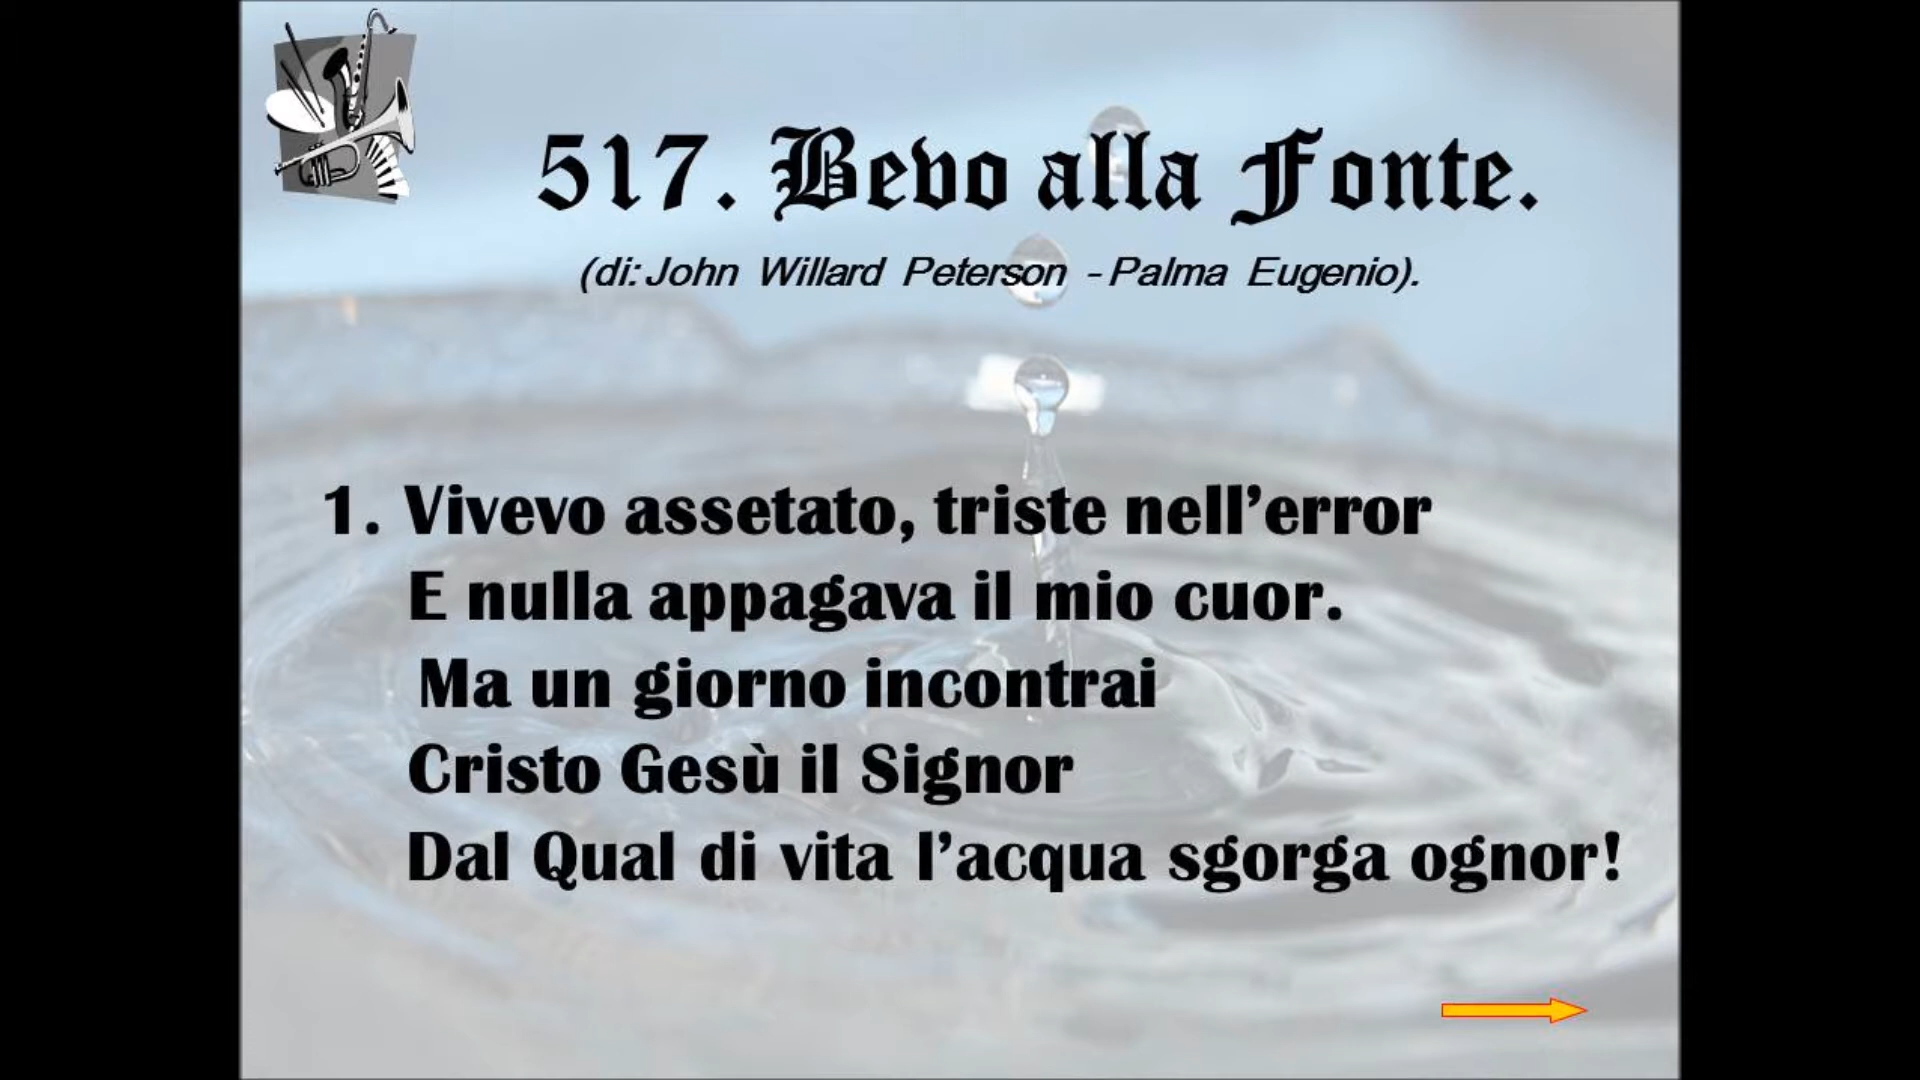 517. Bevo alla Fonte.
(di: John Willard Peterson - Palma Eugenio).
1. Vivevo assetato, triste nell’error
E nulla appagava il mio cuor.
Ma un giorno incontrai
Cristo Gesù il Signor
Dal Qual di vita l’acqua sgorga ognor!